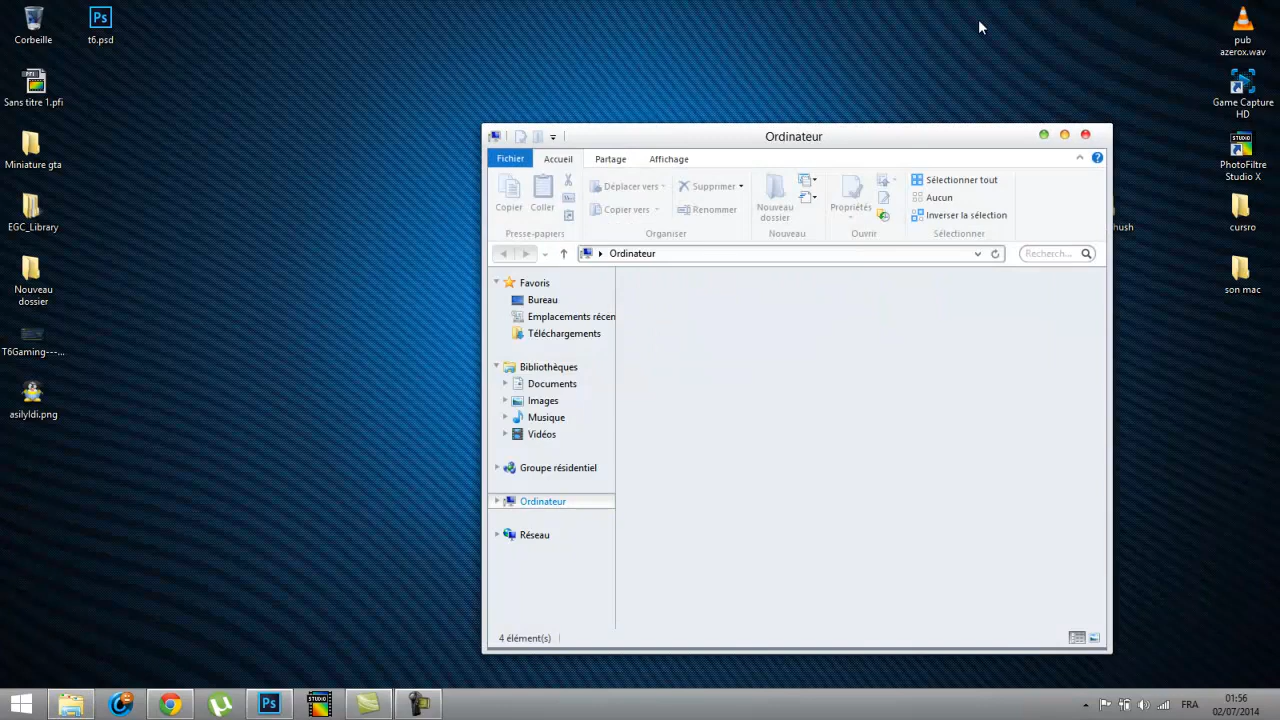 Corbeille
t6.psd
Sans titre 1.pfi
Miniature gta
EGC_Library
Nouveau
dossier
T6Gaming---...
asilyldi.png
pub
azerox.wav
Game Capture
HD
STUDIO
PhotoFiltre
Studio X
cursro
hush
son mac
Ordinateur
Fichier
Accueil
Partage
Affichage
Copier
Coller
Presse-papiers
Déplacer vers
Copier vers
Supprimer
Renommer
Organiser
Nouveau
dossier
Nouveau
Propriétés
Ouvrir
Sélectionner tout
Aucun
Inverser la sélection
Sélectionner
Ordinateur
Recherch...
Favoris
Bureau
Emplacements récen
Téléchargements
Bibliothèques
Documents
Images
Musique
Vidéos
Groupe résidentiel
Ordinateur
Réseau
4 élément(s)
Ps
STUDIO
FRA
01:56
02/07/2014